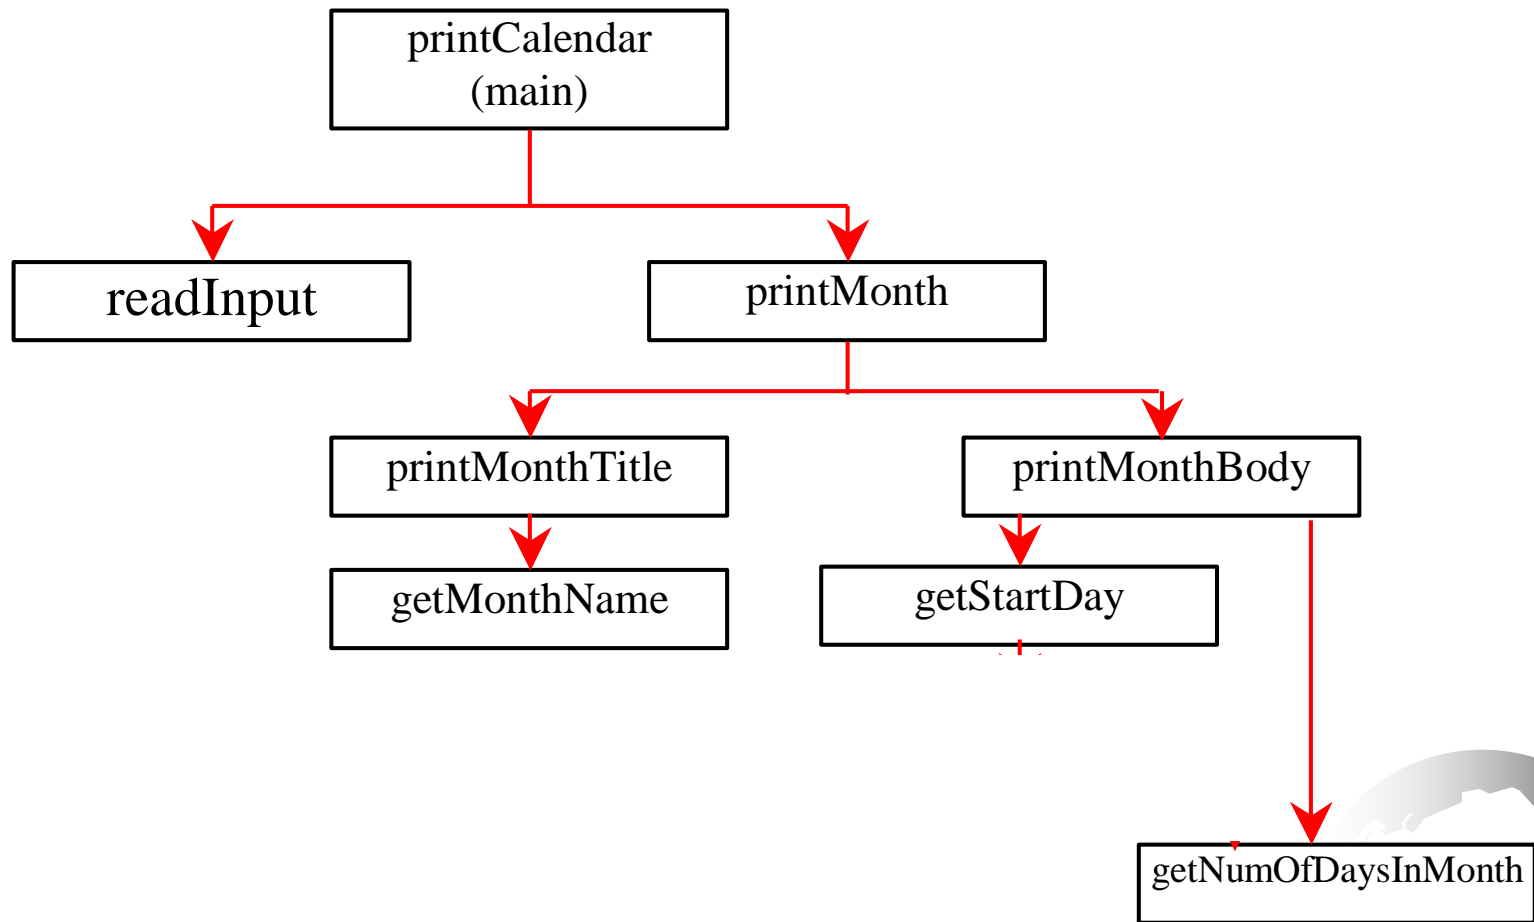 printCalendar
(main)
readInput
printMonth
printMonthTitle
printMonthBody
getMonthName
getStartDay
getNumOfDaysInMonth